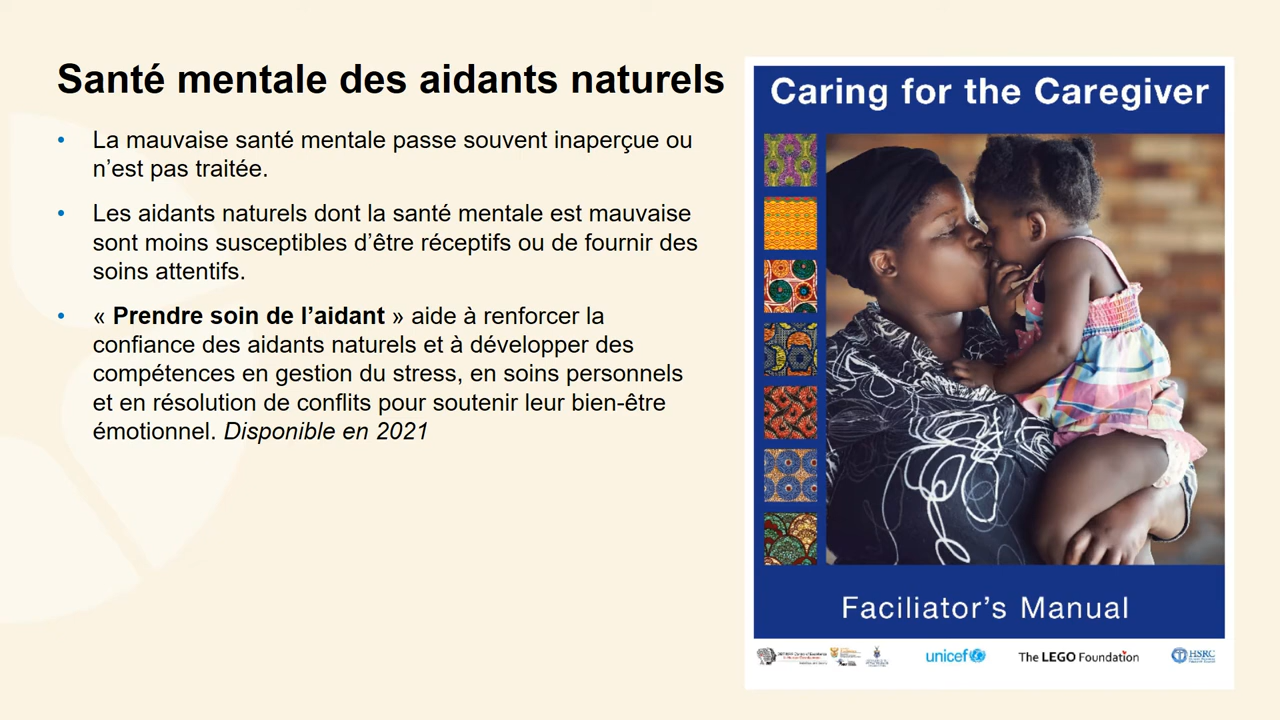 Santé mentale des aidants naturels
• La mauvaise santé mentale passe souvent inaperçue ou
n’est pas traitée.
• Les aidants naturels dont la santé mentale est mauvaise
sont moins susceptibles d’être réceptifs ou de fournir des
soins attentifs.
• « Prendre soin de l’aidant » aide à renforcer la
confiance des aidants naturels et à développer des
compétences en gestion du stress, en soins personnels
et en résolution de conflits pour soutenir leur bien-être
émotionnel. Disponible en 2021
Caring for the Caregiver
Faciliator’s Manual
unicef
The LEGO Foundation
HSRC